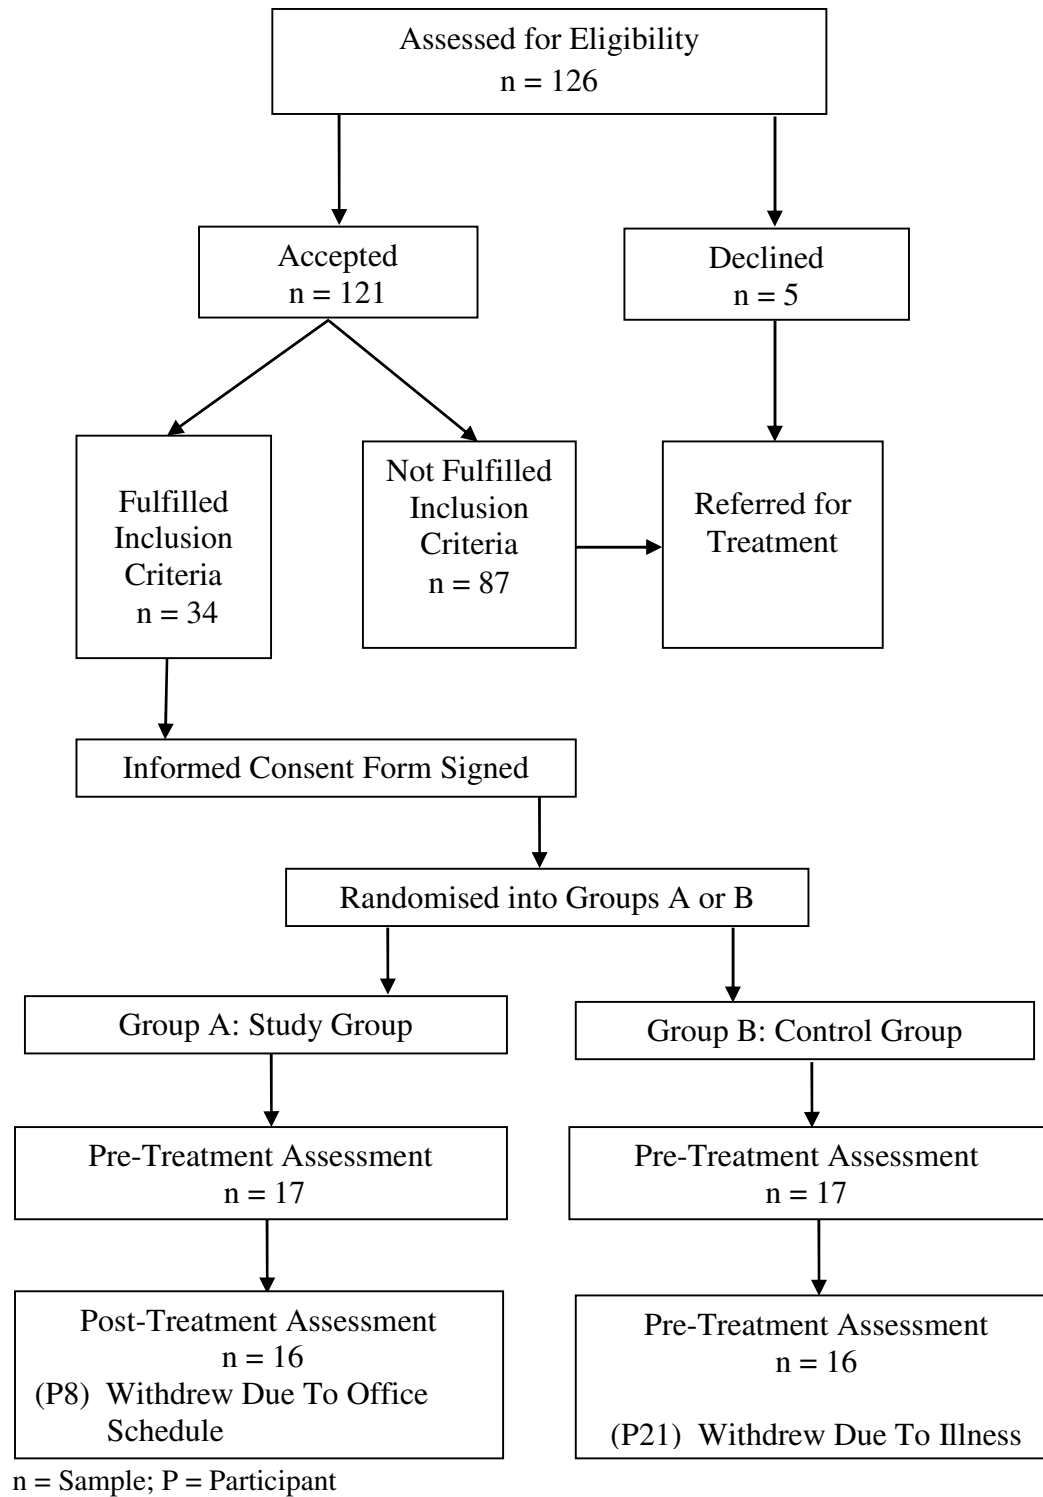 Assessed for Eligibility
n = 126
Accepted
n = 121
Declined
n = 5
Fulfilled
Inclusion
Criteria
n = 34
Not Fulfilled
Inclusion
Criteria
n = 87
Referred for
Treatment
Informed Consent Form Signed
Randomised into Groups A or B
Group A: Study Group
Group B: Control Group
Pre-Treatment Assessment
n = 17
Pre-Treatment Assessment
n = 17
Post-Treatment Assessment
n = 16
(P8) Withdrew Due To Office
Schedule
Pre-Treatment Assessment
n = 16
(P21) Withdrew Due To Illness
n = Sample; P = Participant